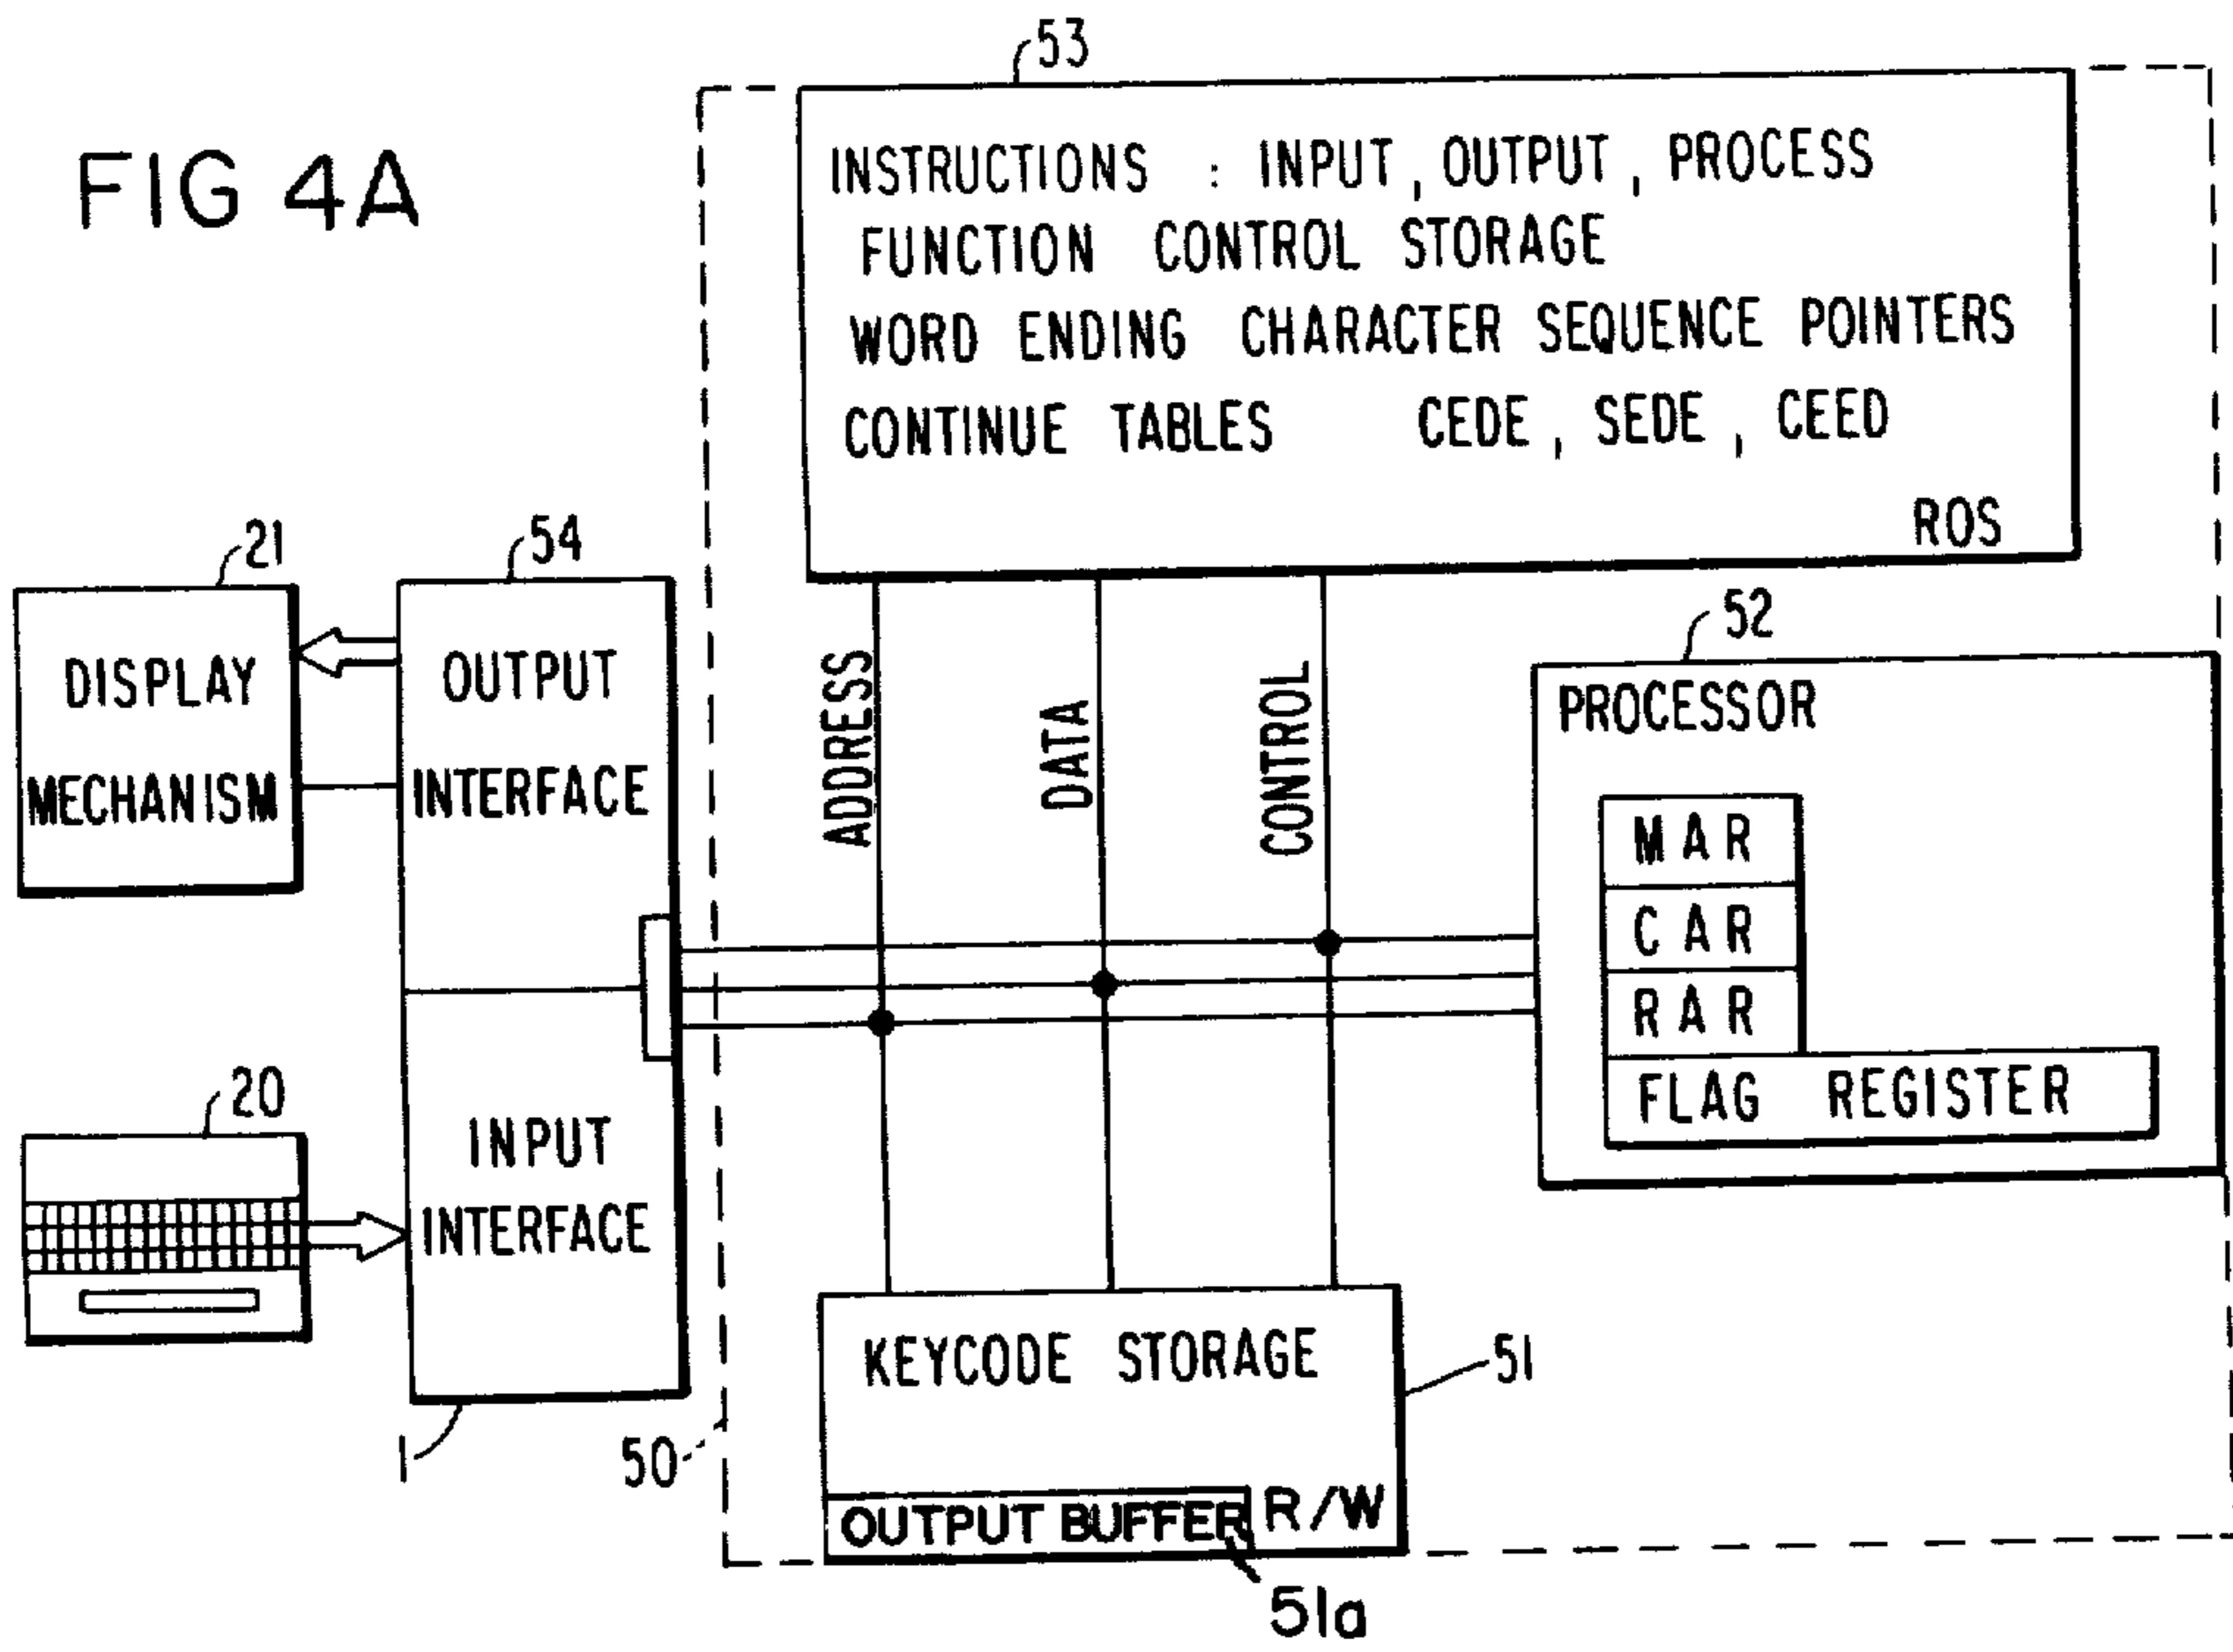 FIG 4A
53
INSTRUCTIONS : INPUT, OUTPUT, PROCESS
FUNCTION CONTROL STORAGE
WORD ENDING CHARACTER SEQUENCE POINTERS
CONTINUE TABLES CEDE, SEDE, CEED
ROS
21
DISPLAY
MECHANISM
54
OUTPUT
INTERFACE
ADDRESS
DATA
CONTROL
52
PROCESSOR
MAR
CAR
RAR
FLAG REGISTER
20
INPUT
INTERFACE
1
50
KEYCODE STORAGE
51
OUTPUT BUFFER
R/W
51a